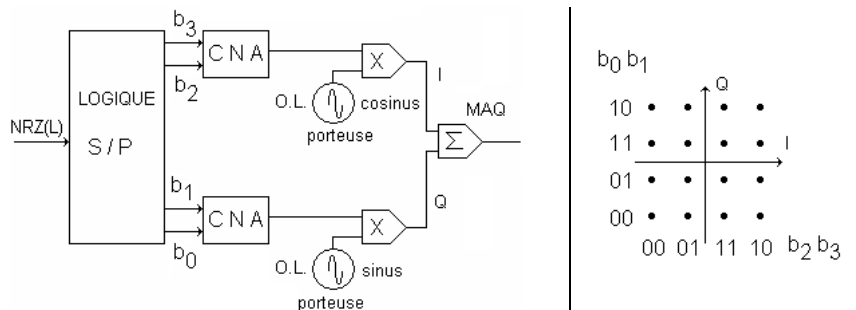 b3
CNA
X
b2
I
LOGIQUE
O.L. cosinus
MAQ
porteuse
NRZ(L)
S/P
Σ
b1
Q
CNA
X
b0
O.L. sinus
porteuse
b0 b1
Q
10
11
I
01
00
00 01 11 10 b2 b3